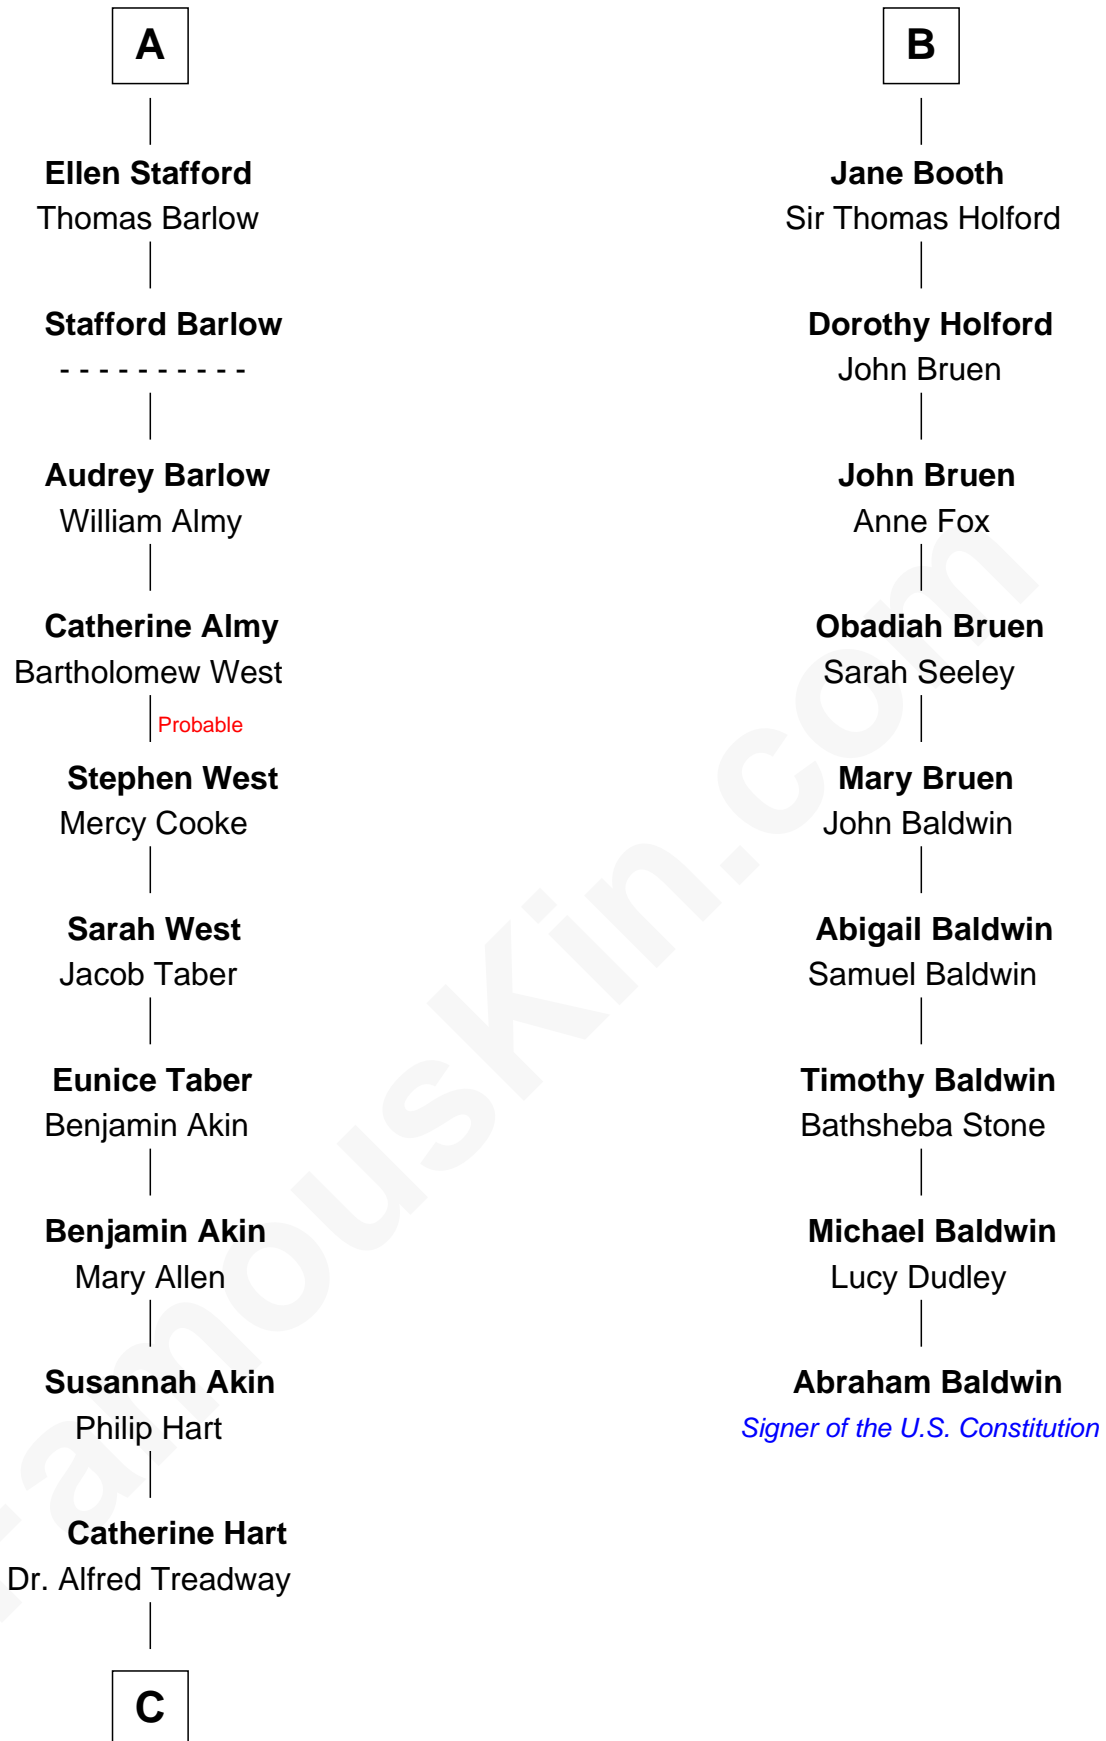 A
Ellen Stafford
Thomas Barlow
Stafford Barlow
- - - - - - - - - -
Audrey Barlow
William Almy
Catherine Almy
Bartholomew West
Probable
Stephen West
Mercy Cooke
Sarah West
Jacob Taber
Eunice Taber
Benjamin Akin
Benjamin Akin
Mary Allen
Susannah Akin
Philip Hart
Catherine Hart
Dr. Alfred Treadway
C
B
Jane Booth
Sir Thomas Holford
Dorothy Holford
John Bruen
John Bruen
Anne Fox
Obadiah Bruen
Sarah Seeley
Mary Bruen
John Baldwin
Abigail Baldwin
Samuel Baldwin
Timothy Baldwin
Bathsheba Stone
Michael Baldwin
Lucy Dudley
Abraham Baldwin
Signer of the U.S. Constitution
FamousKin.com